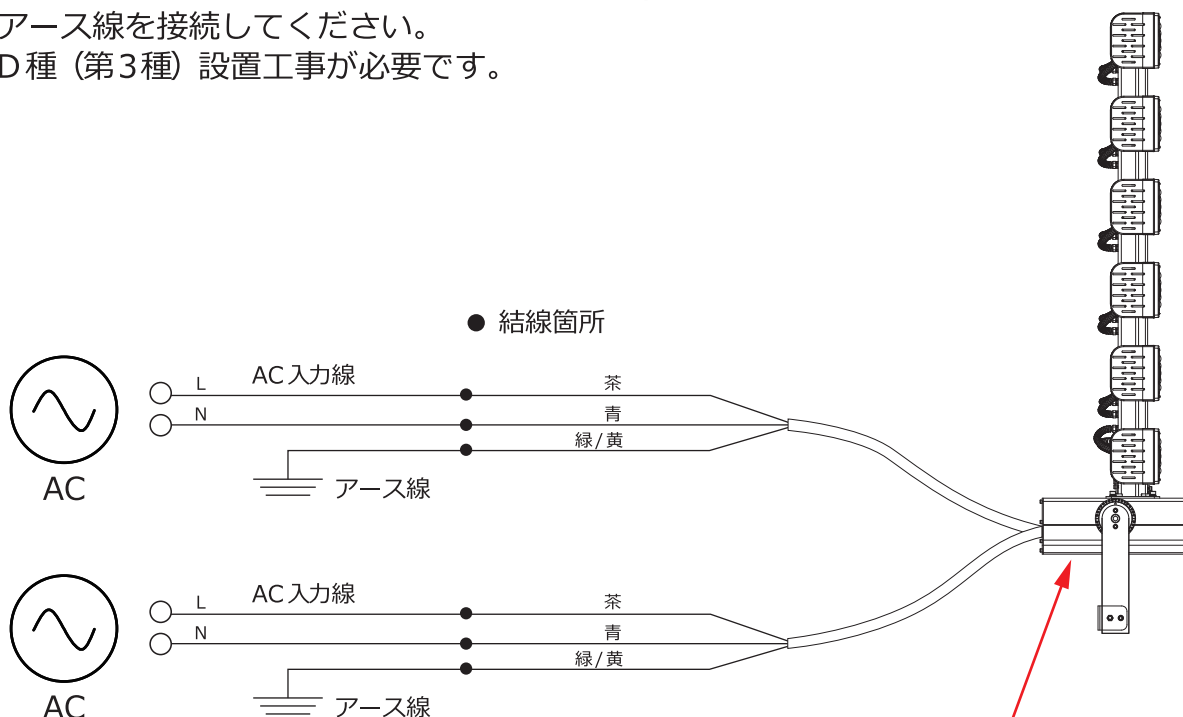 アース線を接続してください。
D種（第3種）設置工事が必要です。
● 結線箇所
L
AC入力線
茶
N
青
緑/黄
アース線
AC
L
AC入力線
茶
N
青
緑/黄
アース線
AC